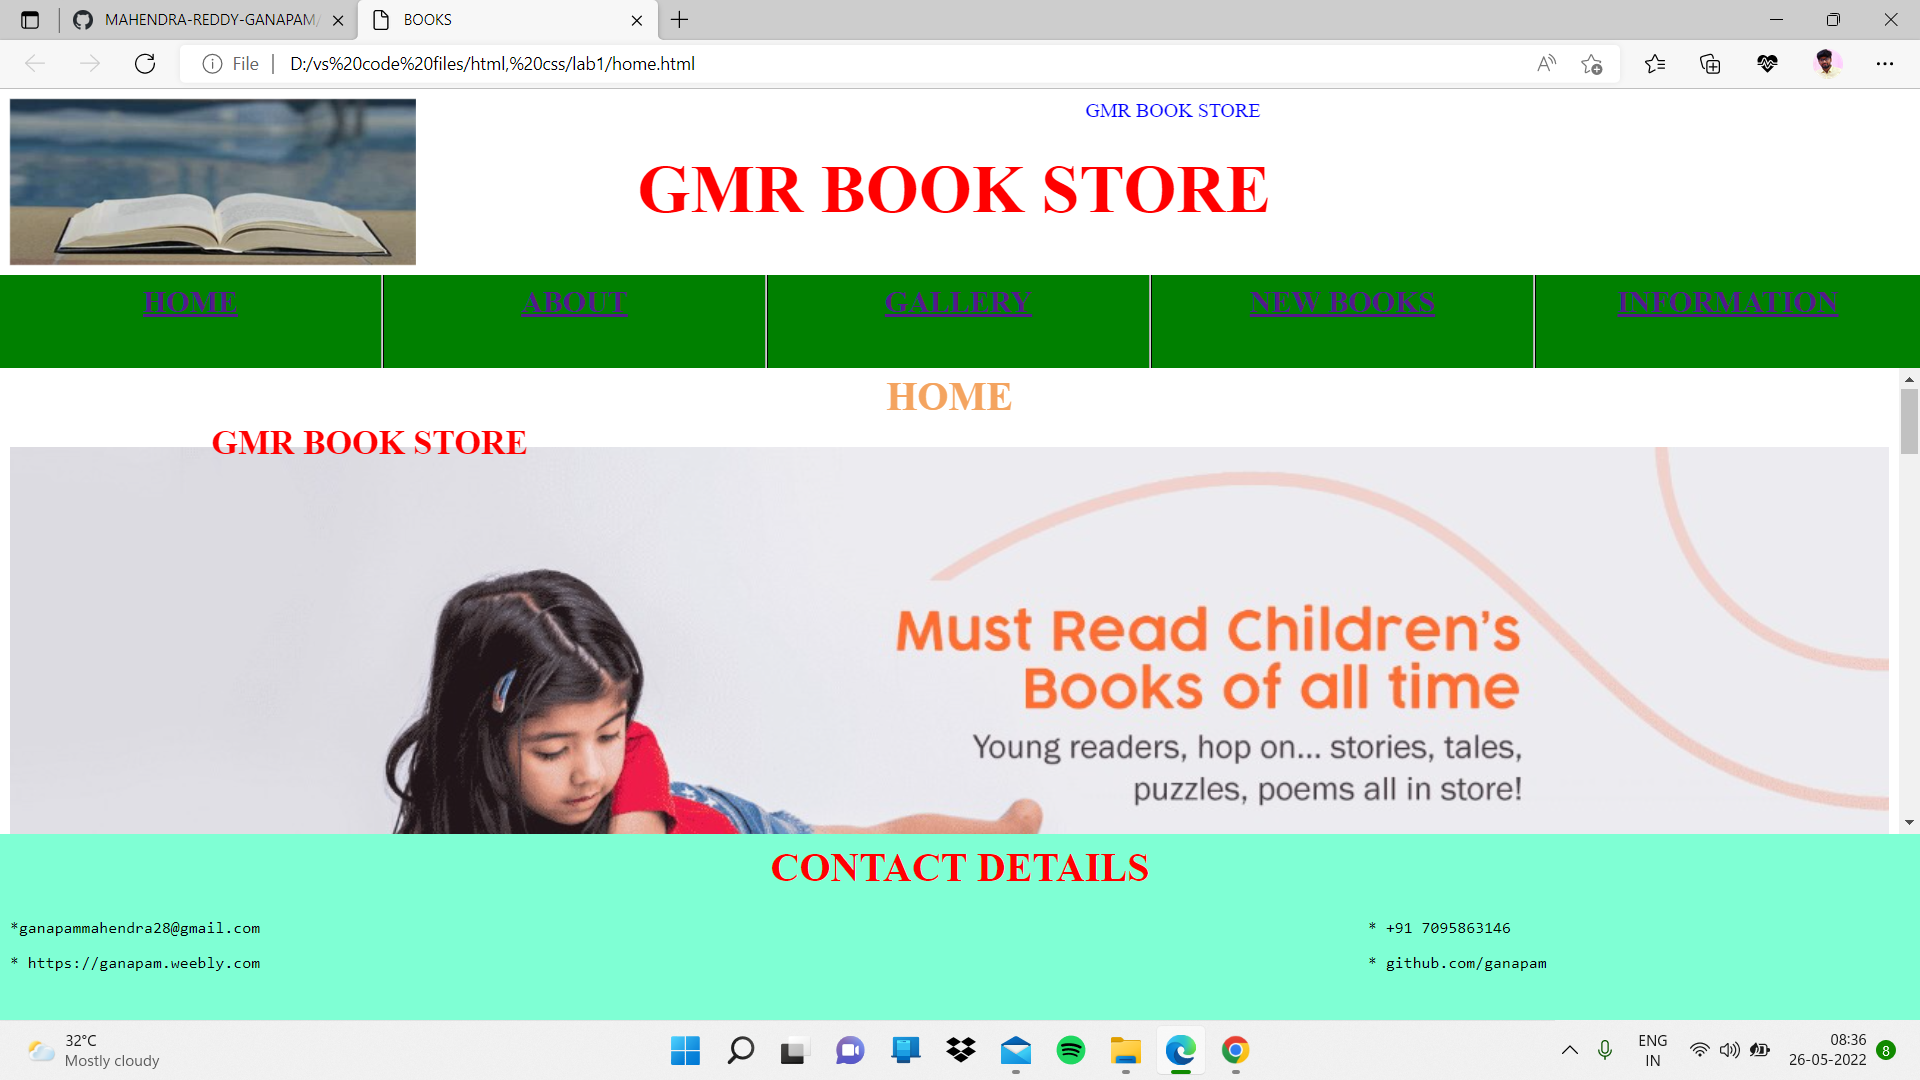 MAHENDRA-REDDY-GANAPAM/
BOOKS
File
D:/vs%20code%20files/html,%20css/lab1/home.html
GMR BOOK STORE
GMR BOOK STORE
HOME ABOUT GALLERY NEW BOOKS INFORMATION
HOME
GMR BOOK STORE
Must Read Children's
Books of all time
Young readers, hop on... stories, tales,
puzzles, poems all in store!
CONTACT DETAILS
*ganapammahendra28@gmail.com * +91 7095863146
* https://ganapam.weebly.com * github.com/ganapam
32°C
Mostly cloudy
ENG
IN
08:36
26-05-2022
8